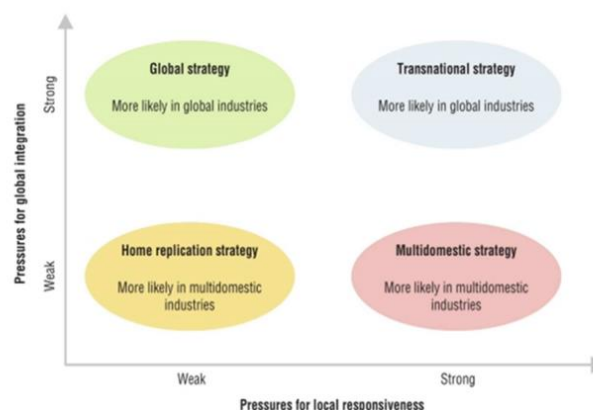 Pressures for global integration
Strong
Weak
Global strategy
More likely in global industries
Transnational strategy
More likely in global industries
Home replication strategy
More likely in multidomestic
industries
Multidomestic strategy
More likely in multidomestic
industries
Weak
Strong
Pressures for local responsiveness